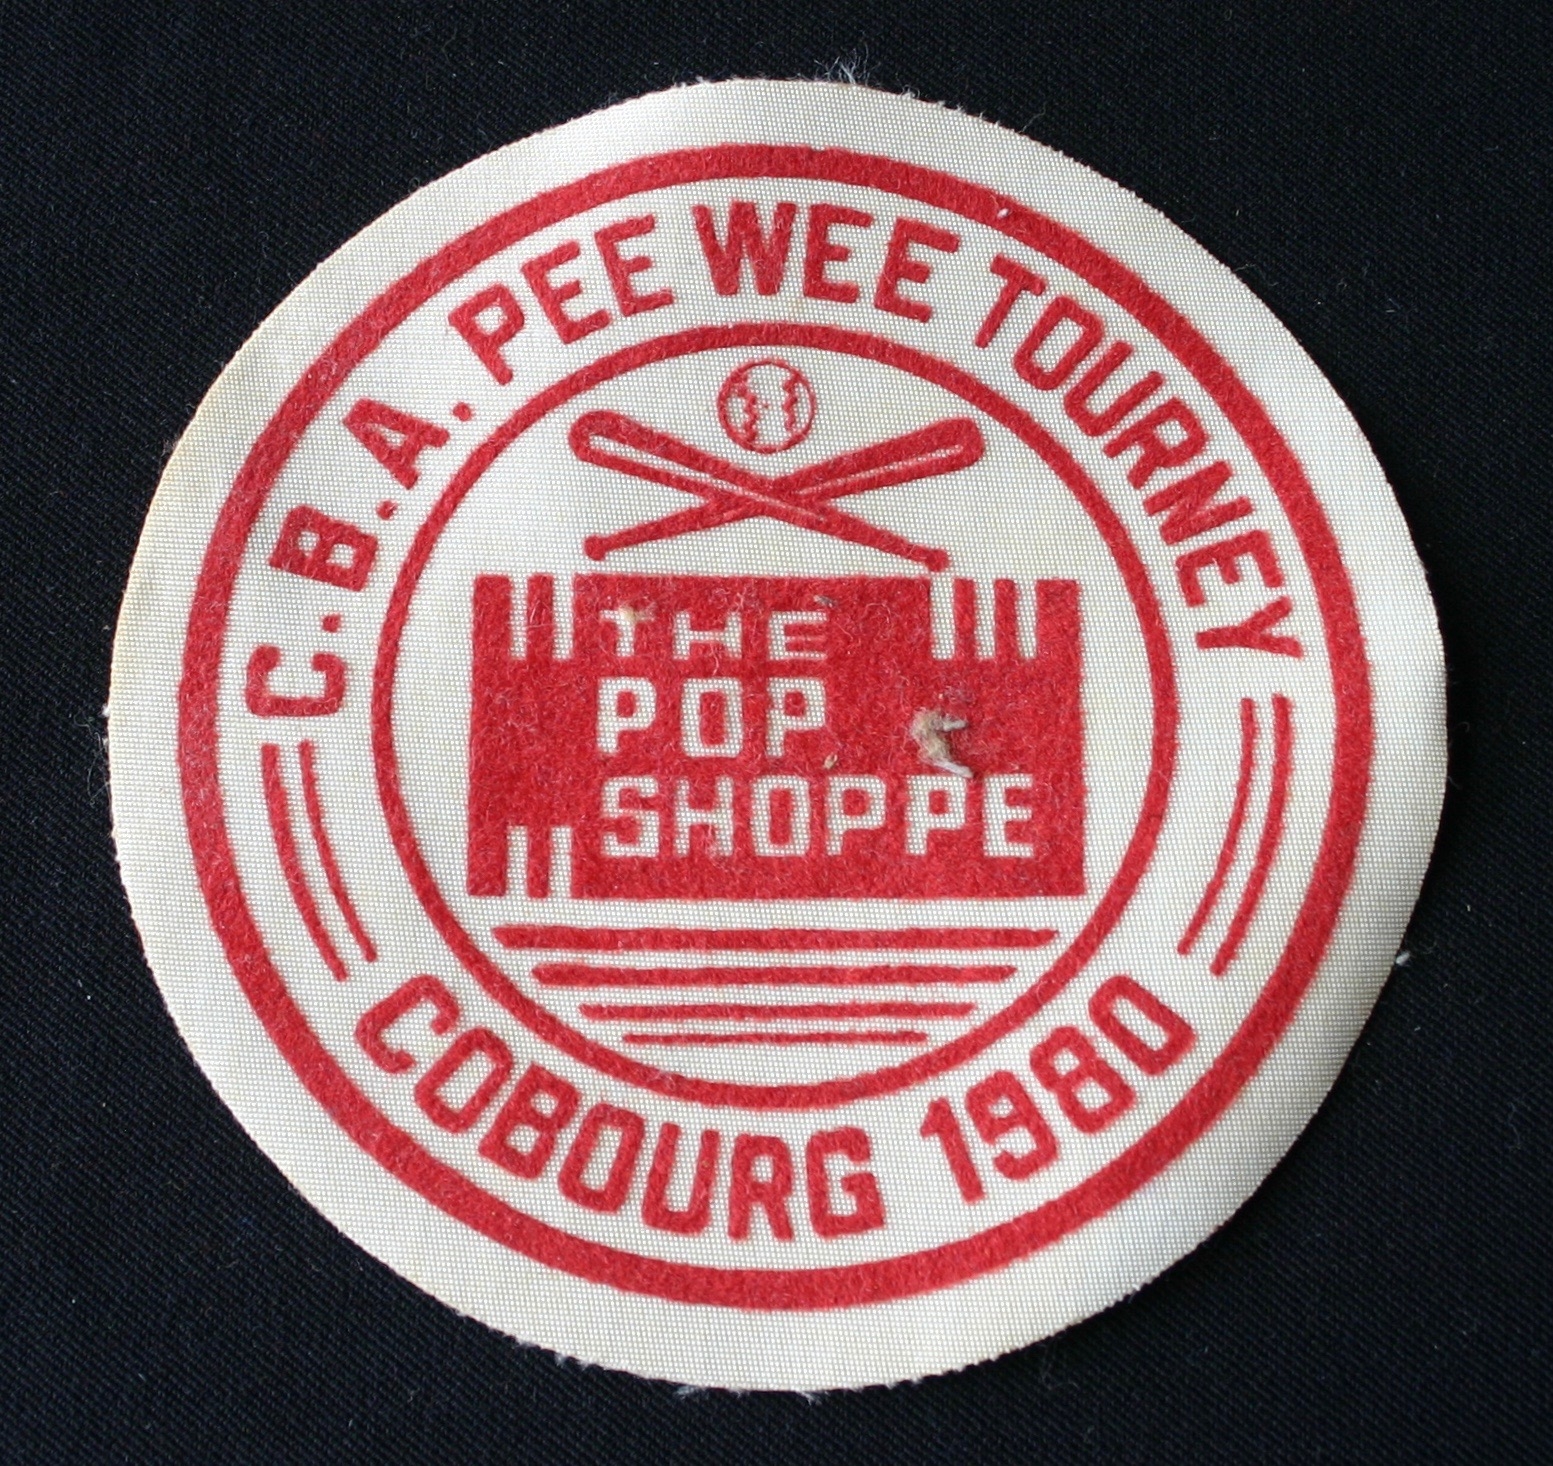 C.B.A. PEE WEE TOURNEY
THE
POP
SHOPPE
COBOURG 1980